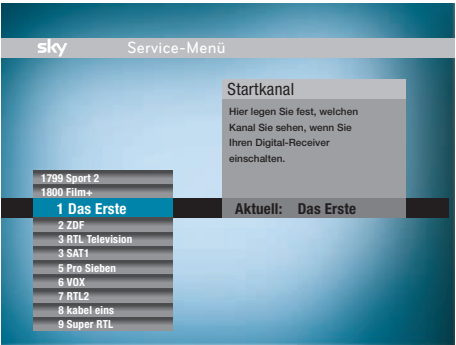 sky Service-Menü
Startkanal
Hier legen Sie fest, welchen
Kanal Sie sehen, wenn Sie
Ihren Digital-Receiver
einschalten.
1799 Sport 2
1800 Film+
1 Das Erste
Aktuell: Das Erste
2 ZDF
3 RTL Television
3 SAT1
5 Pro Sieben
6 VOX
7 RTL2
8 kabel eins
9 Super RTL